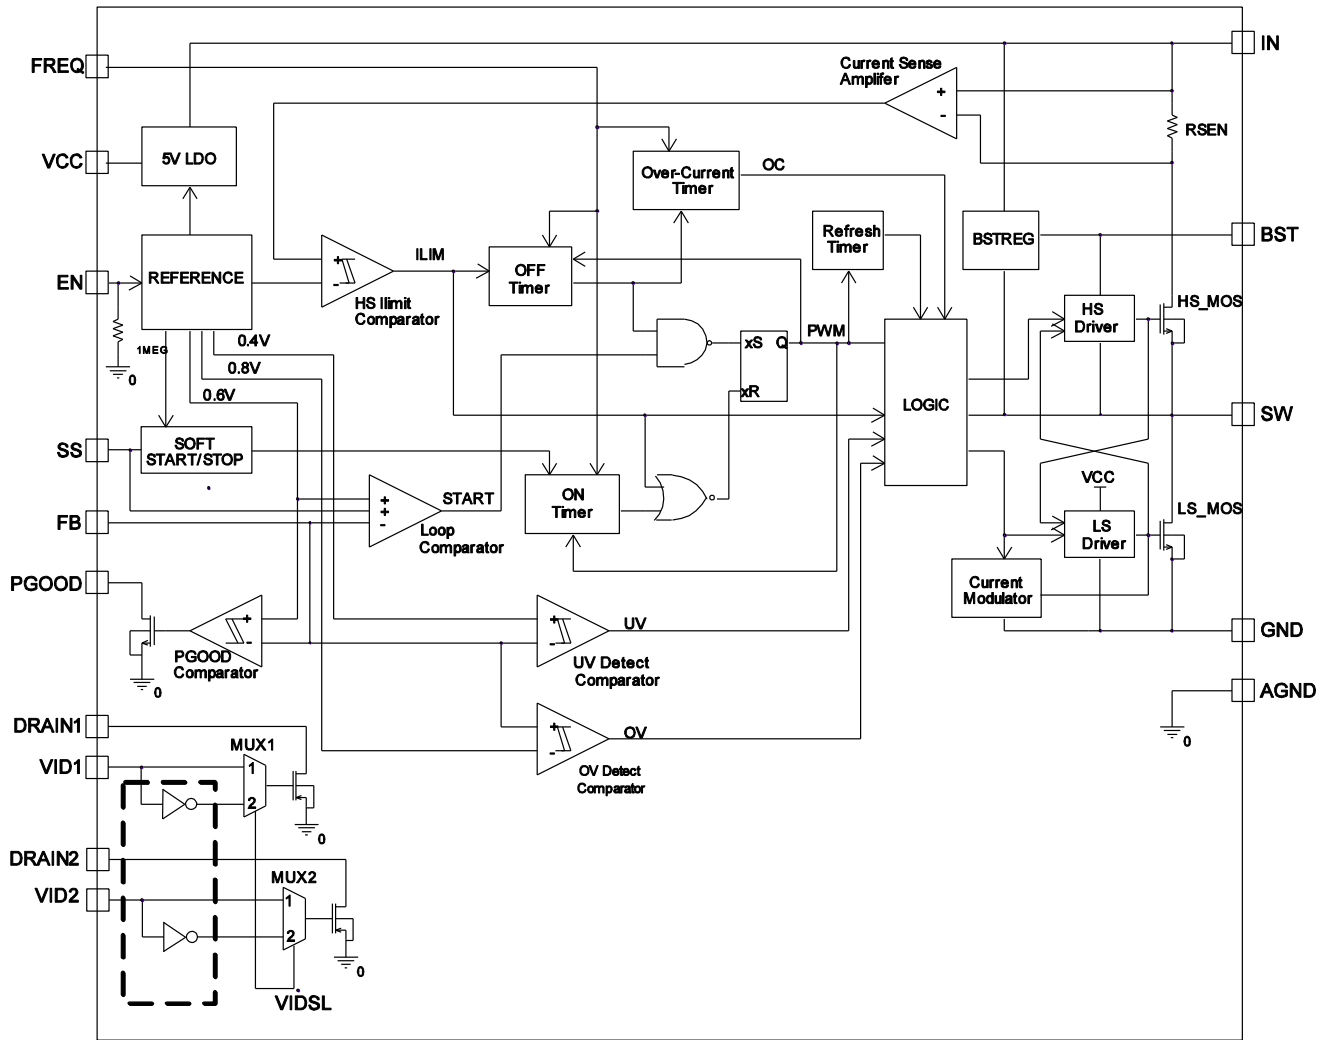 FREQ
IN
Current Sense
Amplifer
+
-
RSEN
VCC
5V LDO
Over-Current
Timer
OC
Refresh
Timer
BSTREG
BST
EN
REFERENCE
+
-
ILIM
HS Ilimit
Comparator
OFF
Timer
HS
Driver
HS_MOS
1MEG
0
0.4V
0.8V
0.6V
xS
Q
xR
PWM
LOGIC
SW
SS
SOFT
START/STOP
FB
+
+
-
START
Loop
Comparator
ON
Timer
VCC
LS
Driver
LS_MOS
Current
Modulator
PGOOD
+
-
PGOOD
Comparator
0
+
-
UV
UV Detect
Comparator
GND
AGND
0
+
-
OV
OV Detect
Comparator
DRAIN1
VID1
MUX1
1
2
0
DRAIN2
VID2
MUX2
1
2
0
VIDSL